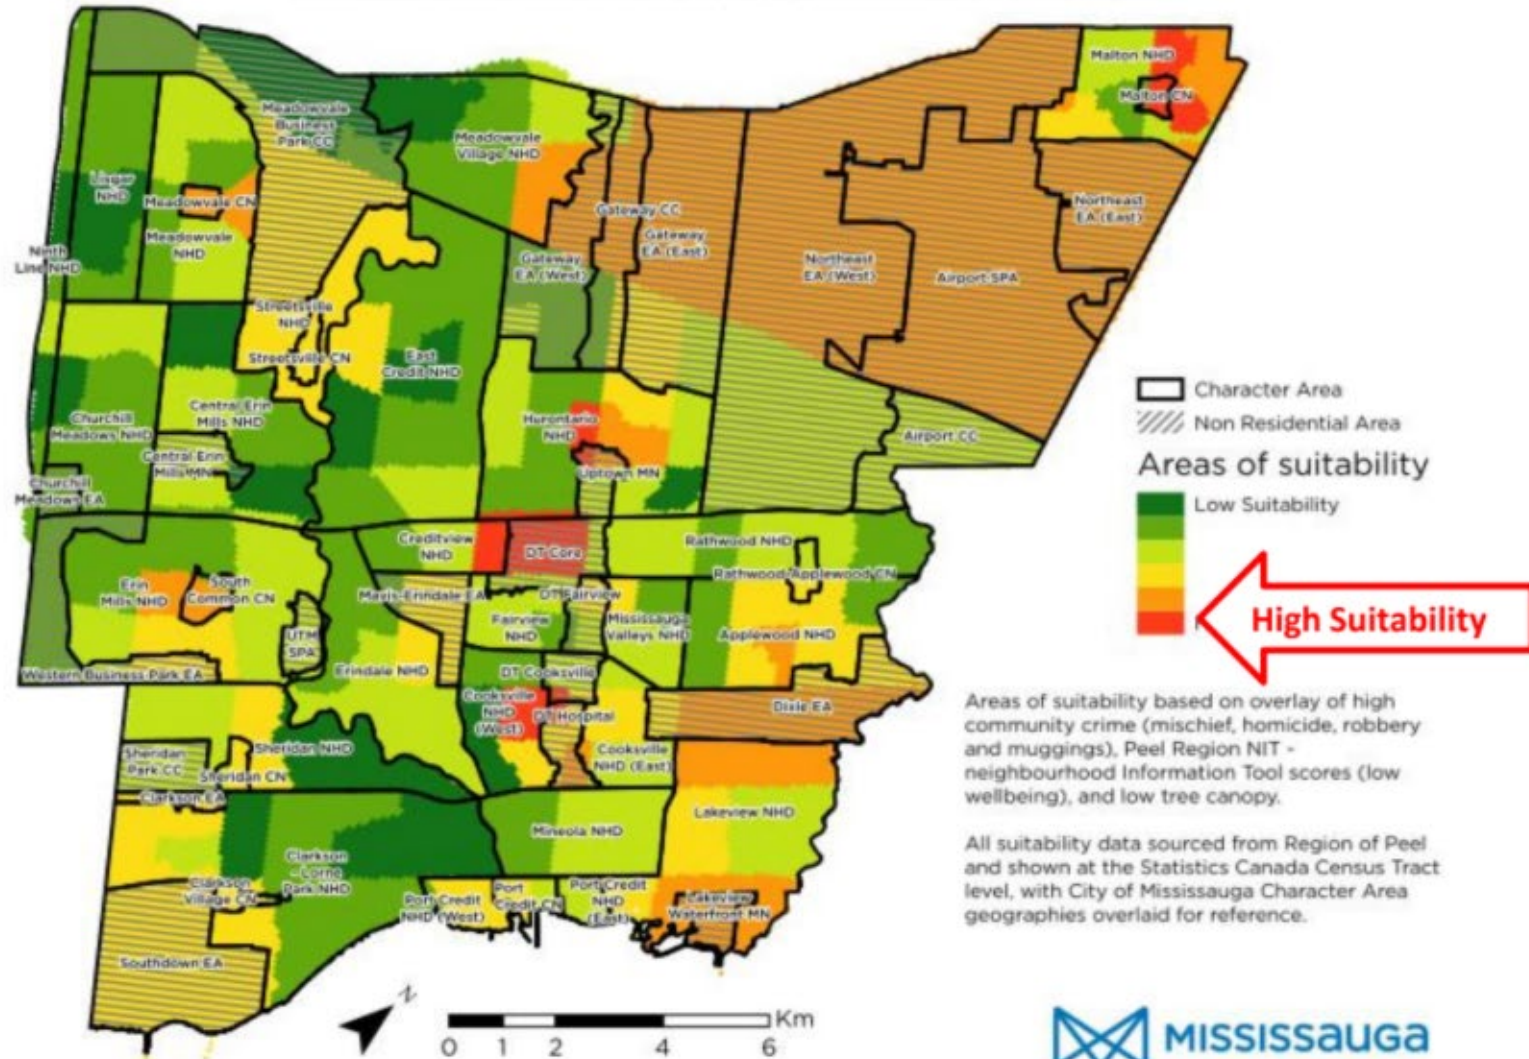 Malton NHD
Malton CN
Meadowvale
Business
Park CC
Meadowvale
Village NHD
Lisgar
NHD
Meadowvale CN
Gateway CC
Northeast
EA (East)
Meadowvale
NHD
Gateway
EA (East)
Ninth
Line NHD
Gateway
EA (West)
Northeast
EA (West)
Airport SPA
Streetsville
NHD
Streetsville CN
East
Credit NHD
Character Area
Non Residential Area
Churchill
Meadows NHD
Central Erin
Mills NHD
Hurontario
NHD
Airport CC
Central Erin
Mills MN
Uptown MN
Areas of suitability
Churchill
Meadows EA
Low Suitability
Creditview
NHD
DT Core
Rathwood NHD
Rathwood/Applewood CN
Erin
Mills NHD
South
Common CN
Mavis-Erindale EA
DT Fairview
Fairview
NHD
Mississauga
Valleys NHD
Applewood NHD
High Suitability
UTM
SPA
Western Business Park EA
Erindale NHD
DT Cooksville
Cooksville
NHD
(West)
DT Hospital
Dixie EA
Areas of suitability based on overlay of high
community crime (mischief, homicide, robbery
and muggings), Peel Region NIT -
neighbourhood Information Tool scores (low
wellbeing), and low tree canopy.
Sheridan
Park CC
Sheridan NHD
Sheridan CN
Cooksville
NHD (East)
Clarkson EA
Mineola NHD
Lakeview NHD
All suitability data sourced from Region of Peel
and shown at the Statistics Canada Census Tract
level, with City of Mississauga Character Area
geographies overlaid for reference.
Clarkson
- Lorne
Park NHD
Clarkson
Village CN
Port Credit
NHD (West)
Port
Credit CN
Port Credit
NHD
(East)
Lakeview
Waterfront MN
Southdown EA
N
Km
0 1 2 4 6
MISSISSAUGA